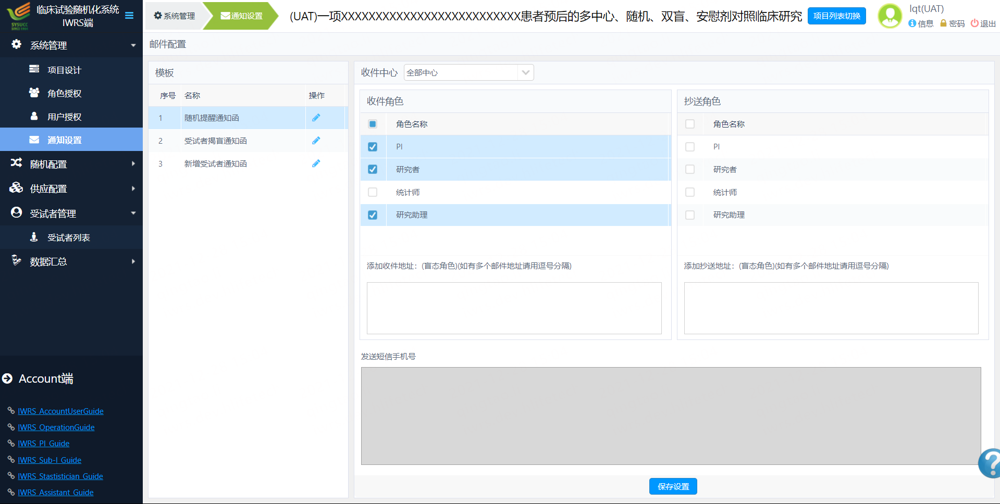 SYSUCC
SINCE 1964
临床试验随机化系统
IWRS端
系统管理
项目设计
角色授权
用户授权
通知设置
随机配置
供应配置
受试者管理
受试者列表
数据汇总
Account端
IWRS_AccountUserGuide
IWRS_OperationGuide
IWRS_PI_Guide
IWRS_Sub-I_Guide
IWRS_Stastistician_Guide
IWRS_Assistant_Guide
系统管理
通知设置
(UAT)一项XXXXXXXXXXXXXXXXXXXXXXXXXX患者预后的多中心、随机、双盲、安慰剂对照临床研究
项目列表切换
lqt(UAT)
信息 密码 退出
邮件配置
模板
序号 名称 操作
1 随机提醒通知函
2 受试者揭盲通知函
3 新增受试者通知函
收件中心 全部中心
收件角色
角色名称
PI
研究者
统计师
研究助理
添加收件地址：(盲态角色)(如有多个邮件地址请用逗号分隔)
抄送角色
角色名称
PI
研究者
统计师
研究助理
添加抄送地址：(盲态角色)(如有多个邮件地址请用逗号分隔)
发送短信手机号
保存设置